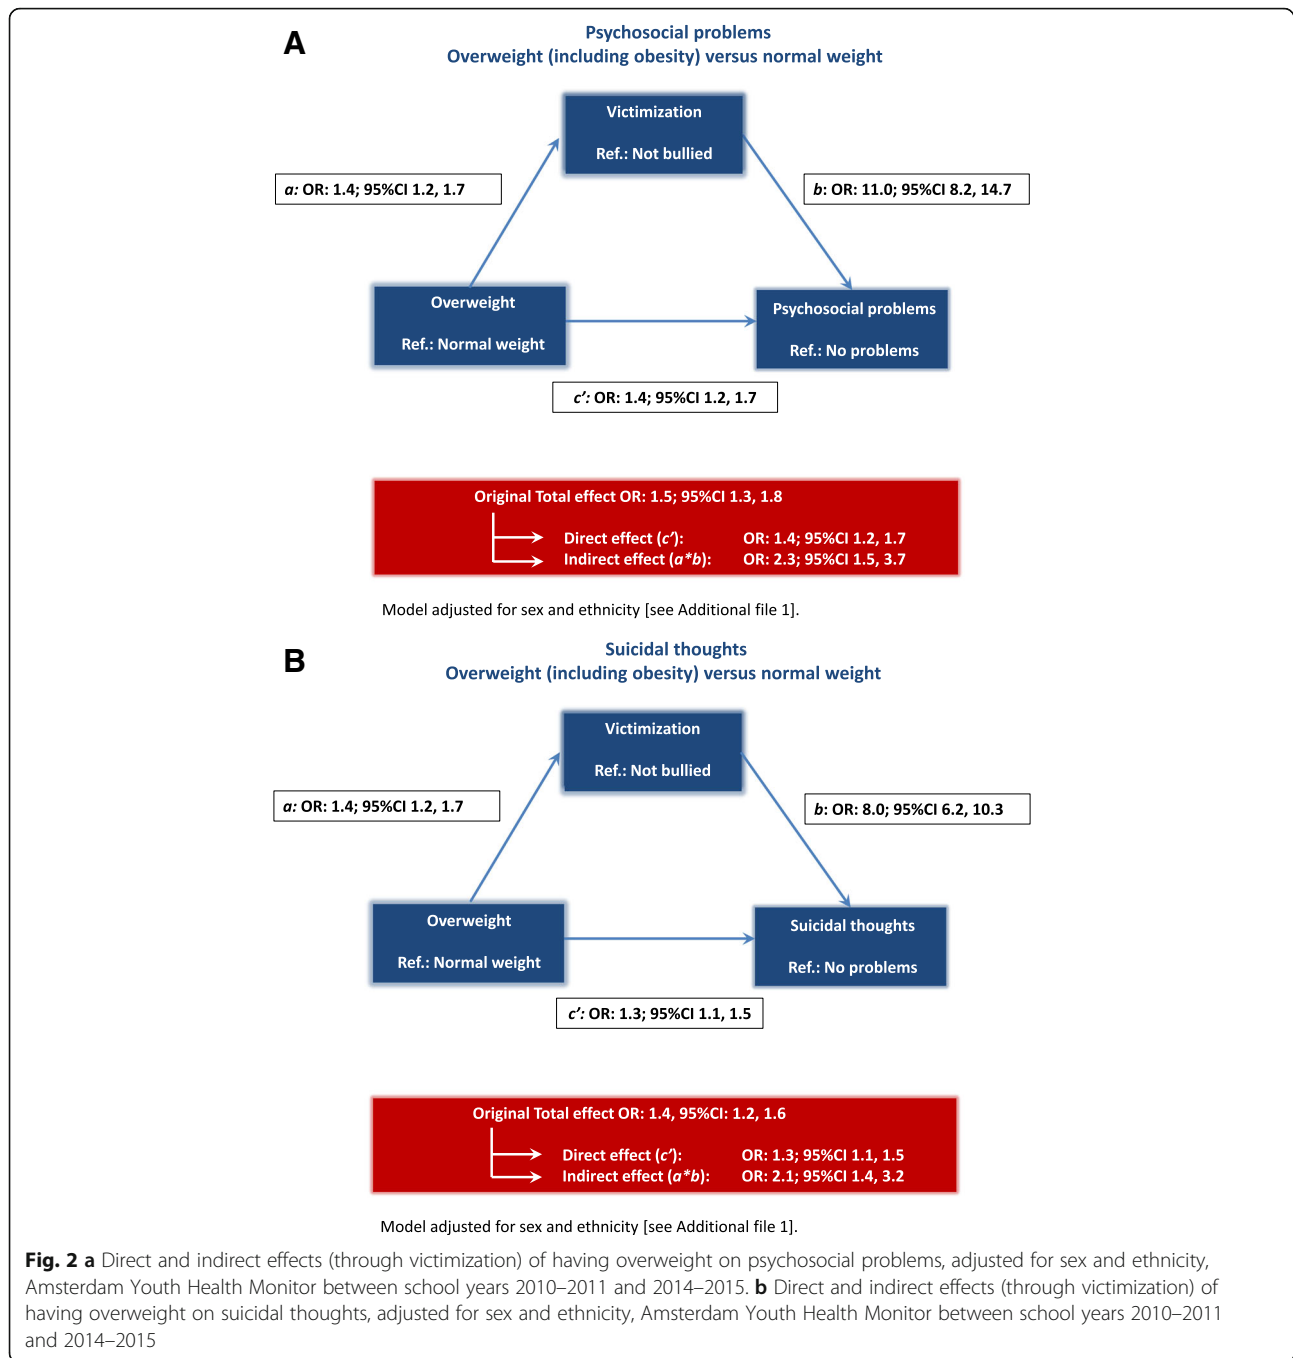 A
Psychosocial problems
Overweight (including obesity) versus normal weight
Victimization
Ref.: Not bullied
a: OR: 1.4; 95%CI 1.2, 1.7
b: OR: 11.0; 95%CI 8.2, 14.7
Overweight
Ref.: Normal weight
Psychosocial problems
Ref.: No problems
c’: OR: 1.4; 95%CI 1.2, 1.7
Original Total effect OR: 1.5; 95%CI 1.3, 1.8
Direct effect (c’): OR: 1.4; 95%CI 1.2, 1.7
Indirect effect (a*b): OR: 2.3; 95%CI 1.5, 3.7
Model adjusted for sex and ethnicity [see Additional file 1].
B
Suicidal thoughts
Overweight (including obesity) versus normal weight
Victimization
Ref.: Not bullied
a: OR: 1.4; 95%CI 1.2, 1.7
b: OR: 8.0; 95%CI 6.2, 10.3
Overweight
Ref.: Normal weight
Suicidal thoughts
Ref.: No problems
c’: OR: 1.3; 95%CI 1.1, 1.5
Original Total effect OR: 1.4, 95%CI: 1.2, 1.6
Direct effect (c’): OR: 1.3; 95%CI 1.1, 1.5
Indirect effect (a*b): OR: 2.1; 95%CI 1.4, 3.2
Model adjusted for sex and ethnicity [see Additional file 1].
Fig. 2 a Direct and indirect effects (through victimization) of having overweight on psychosocial problems, adjusted for sex and ethnicity,
Amsterdam Youth Health Monitor between school years 2010–2011 and 2014–2015. b Direct and indirect effects (through victimization) of
having overweight on suicidal thoughts, adjusted for sex and ethnicity, Amsterdam Youth Health Monitor between school years 2010–2011
and 2014–2015